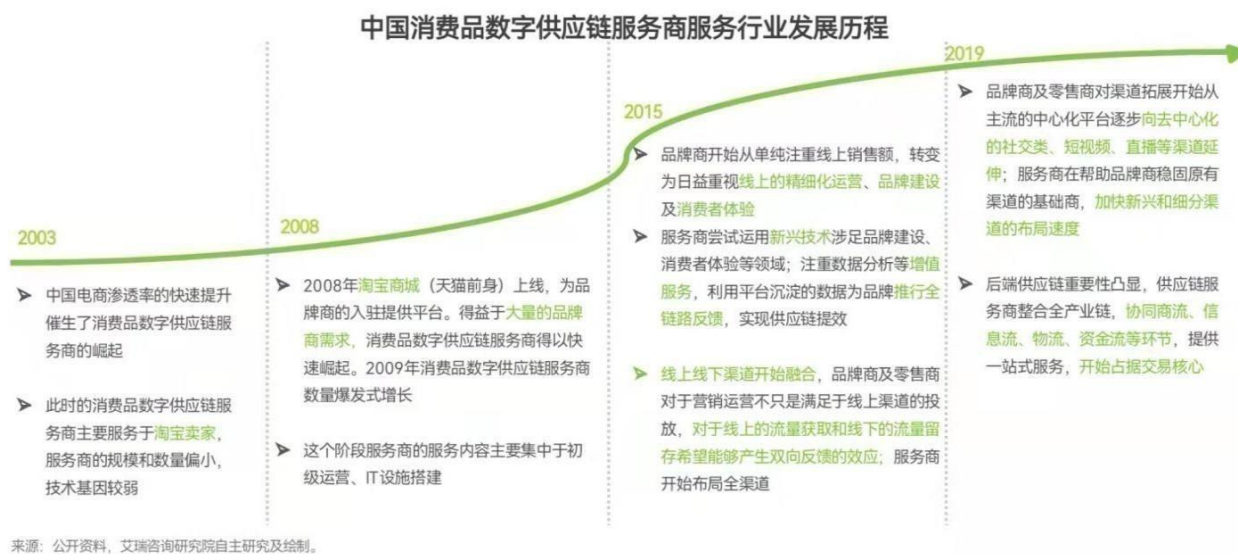 中国消费品数字供应链服务商服务行业发展历程
2003
➤ 中国电商渗透率的快速提升
催生了消费品数字供应链服
务商的崛起
➤ 此时的消费品数字供应链服
务商主要服务于淘宝卖家，
服务商的规模和数量偏小，
技术基因较弱
2008
➤ 2008年淘宝商城（天猫前身）上线，为
品牌商的入驻提供平台。得益于大量的品牌
商需求，消费品数字供应链服务商得以快
速崛起。2009年消费品数字供应链服务商
数量爆发式增长
➤ 这个阶段服务商的服务内容主要集中于初
级运营、IT设施搭建
2015
➤ 品牌商开始从单纯注重线上销售额，转变
为日益重视线上的精细化运营、品牌建设
及消费者体验
➤ 服务商尝试运用新兴技术涉足品牌建设、
消费者体验等领域；注重数据分析等增值
服务，利用平台沉淀的数据为品牌推行全
链路反馈，实现供应链提效
➤ 线上线下渠道开始融合，品牌商及零售商
对于营销运营不只是满足于线上渠道的投
放，对于线上的流量获取和线下的流量留
存希望能够产生双向反馈的效应；服务商
开始布局全渠道
2019
➤ 品牌商及零售商对渠道拓展开始从
主流的中心化平台逐步向去中心化
的社交类、短视频、直播等渠道延
伸；服务商在帮助品牌商稳固原有
渠道的基础商，加快新兴和细分渠
道的布局速度
➤ 后端供应链重要性凸显，供应链服
务商整合全产业链，协同商流、信
息流、物流、资金流等环节，提供
一站式服务，开始占据交易核心
来源：公开资料，艾瑞咨询研究院自主研究及绘制。